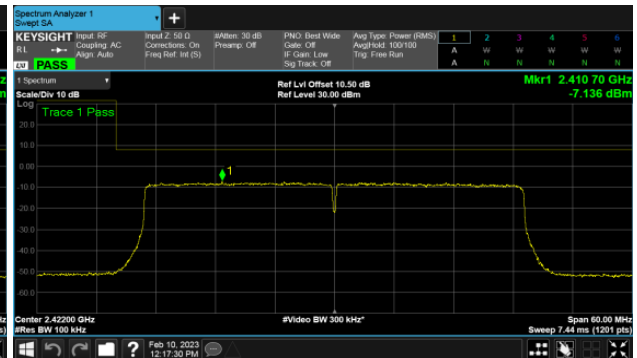 Spectrum Analyzer 1
Swept SA
+
KEYSIGHT Input: RF Input Z: 50 Ω #Atten: 30 dB PNO: Best Wide Avg Type: Power (RMS) 1 2 3 4 5 6
RL Coupling: AC Corrections: On Preamp: Off Gate: Off Avg|Hold: 100/100 A W W W W W
Align: Auto Freq Ref: Int (S) IF Gain: Low Trig: Free Run
Sig Track: Off A N N N N N
LXI PASS
1 Spectrum
Scale/Div 10 dB
Ref Lvl Offset 10.50 dB
Ref Level 30.00 dBm
Mkr1 2.410 70 GHz
-7.136 dBm
Log
Trace 1 Pass
20.0
10.0
0.00
1
-10.0
-20.0
-30.0
-40.0
-50.0
-60.0
Center 2.42200 GHz #Video BW 300 kHz* Span 60.00 MHz
#Res BW 100 kHz Sweep 7.44 ms (1201 pts)
?
Feb 10, 2023
12:17:30 PM